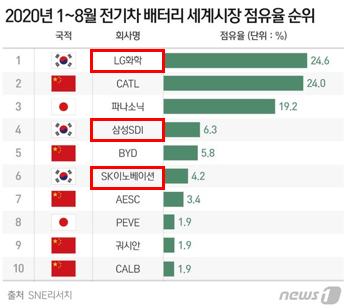 2020년 1~8월 전기차 배터리 세계시장 점유율 순위
국적 회사명 점유율 (단위 : %)
1 LG화학 24.6
2 CATL 24.0
3 파나소닉 19.2
4 삼성SDI 6.3
5 BYD 5.8
6 SK이노베이션 4.2
7 AESC 3.4
8 PEVE 1.9
9 궈시안 1.9
10 CALB 1.9
출처 SNE리서치
news1